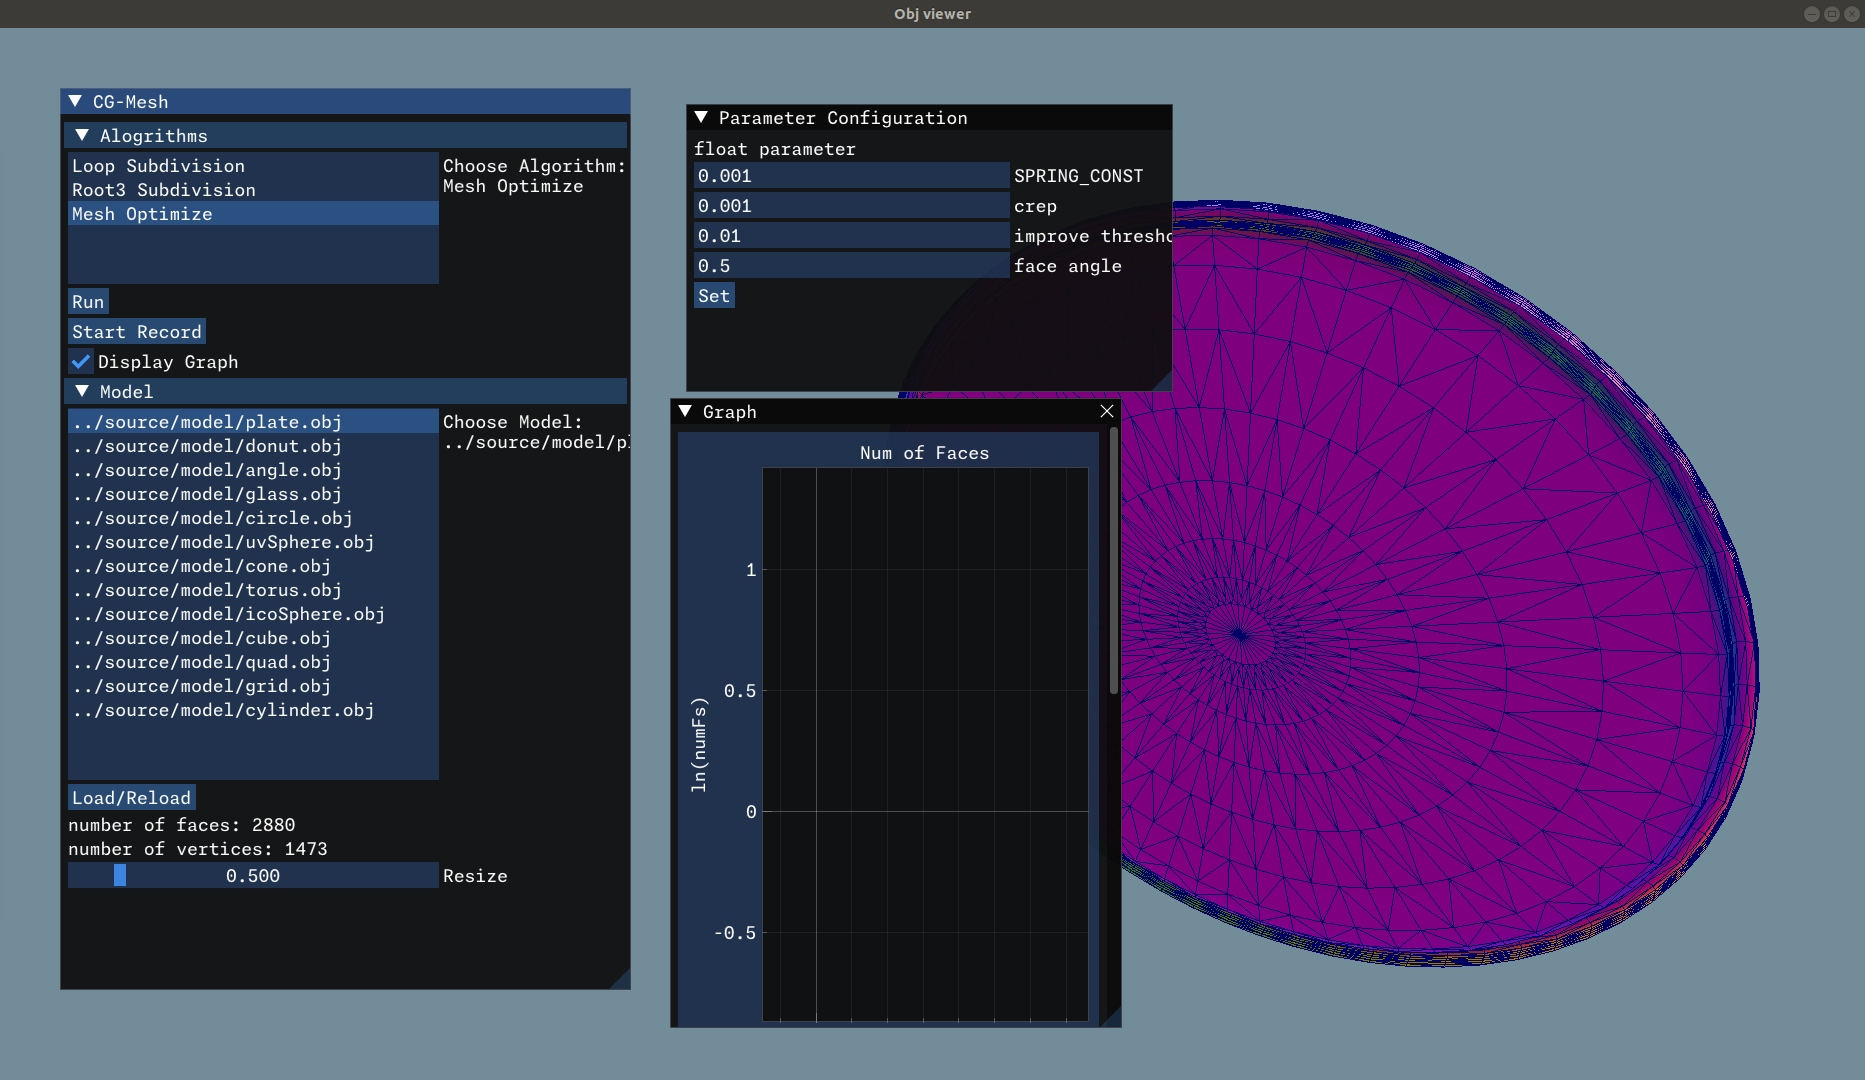 Obj viewer
CG-Mesh
Alogrithms
Loop Subdivision
Root3 Subdivision
Mesh Optimize
Choose Algorithm:
Mesh Optimize
Run
Start Record
Display Graph
Model
../source/model/plate.obj
../source/model/donut.obj
../source/model/angle.obj
../source/model/glass.obj
../source/model/circle.obj
../source/model/uvSphere.obj
../source/model/cone.obj
../source/model/torus.obj
../source/model/icoSphere.obj
../source/model/cube.obj
../source/model/quad.obj
../source/model/grid.obj
../source/model/cylinder.obj
Choose Model:
../source/model/pl
Load/Reload
number of faces: 2880
number of vertices: 1473
0.500 Resize
Parameter Configuration
float parameter
0.001 SPRING_CONST
0.001 crep
0.01 improve thresho
0.5 face angle
Set
Graph
Num of Faces
ln(numFs)
1
0.5
0
-0.5